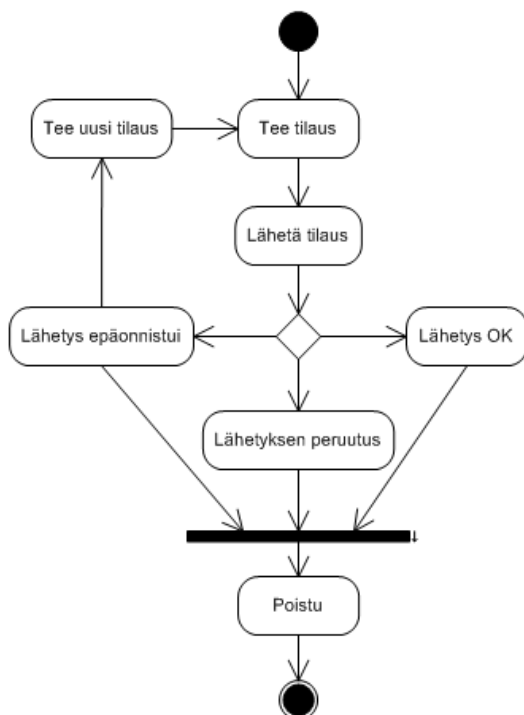 Tee uusi tilaus
Tee tilaus
Lähetä tilaus
Lähetys epäonnistui
Lähetys OK
Lähetyksen peruutus
Poistu